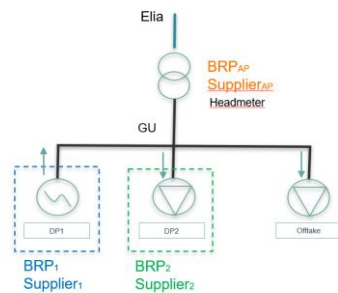 Elia
BRPAP
SupplierAP
Headmeter
GU
DP1
DP2
Offtake
BRP1
Supplier1
BRP2
Supplier2